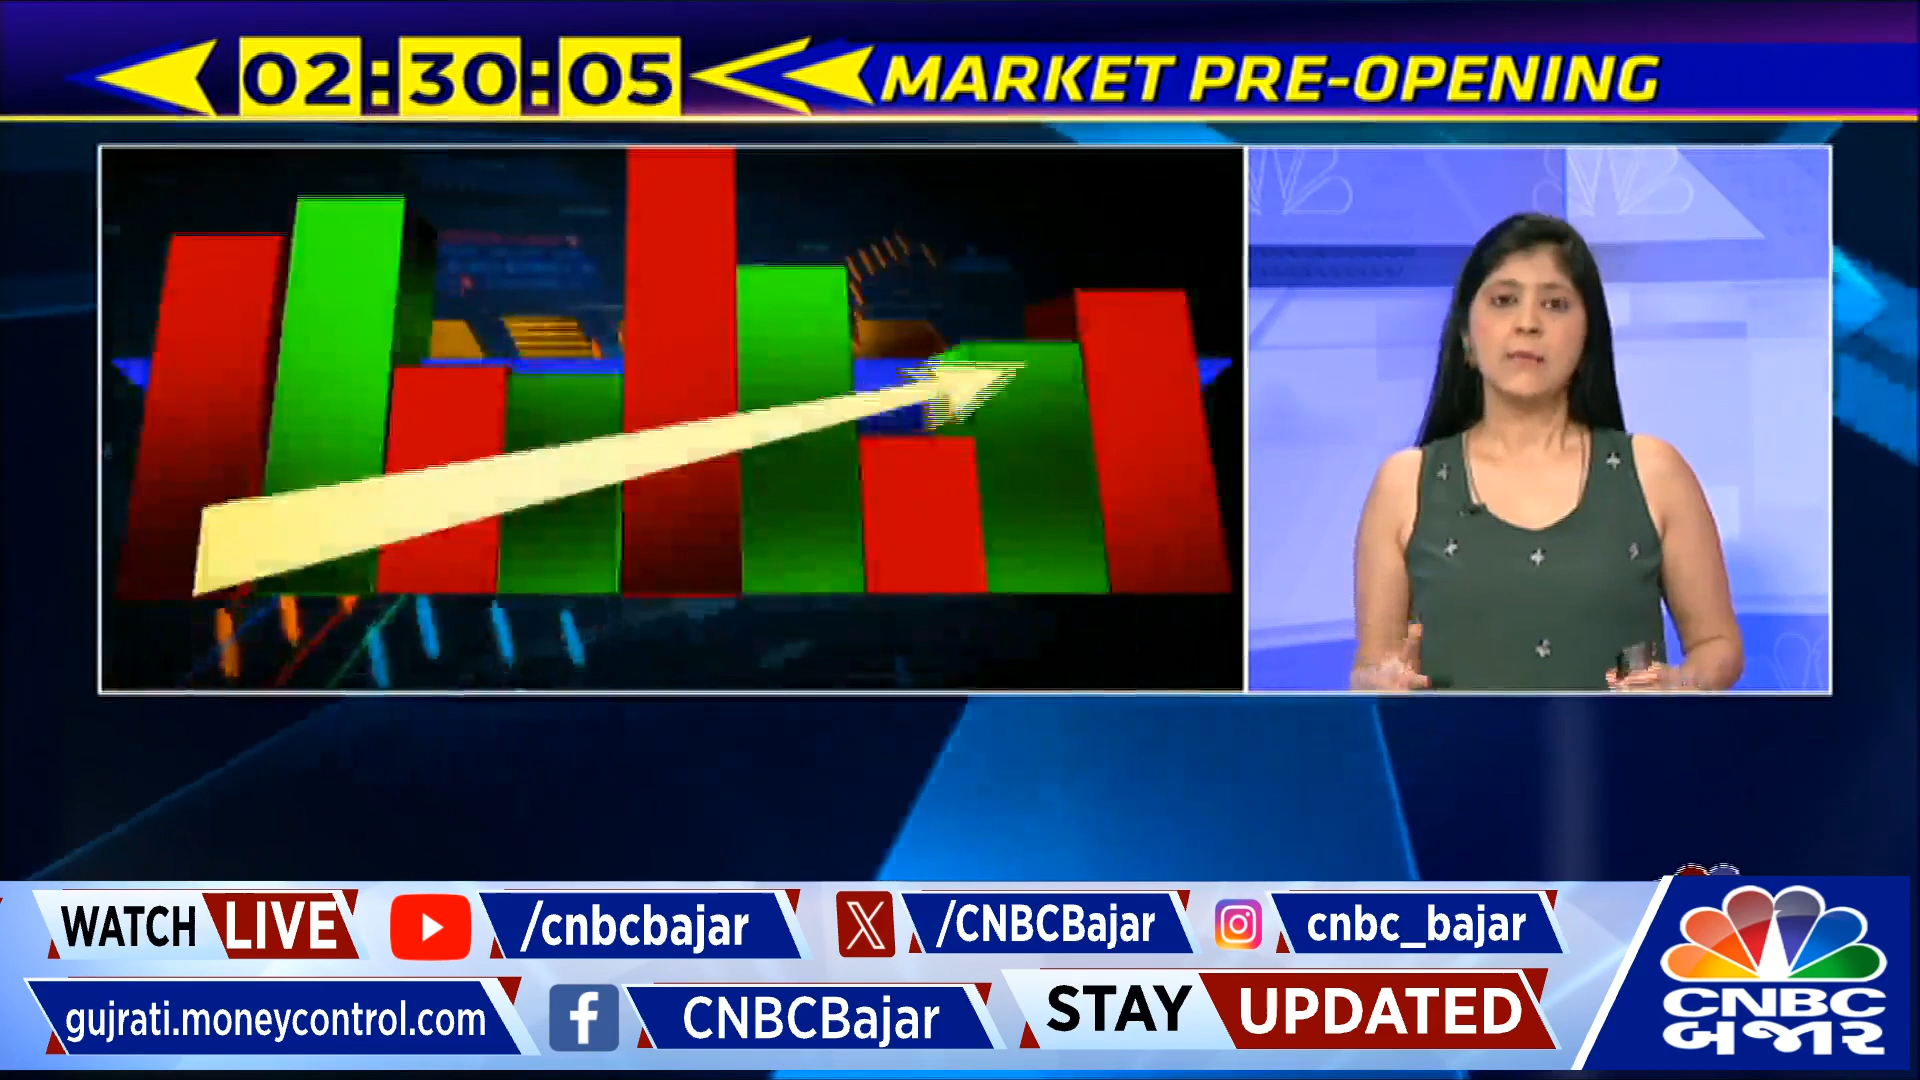 02:30:05 MARKET PRE-OPENING
WATCH LIVE /cnbcbajar /CNBCBajar cnbc_bajar
gujrati.moneycontrol.com CNBCBajar STAY UPDATED
CNBC
બજાર